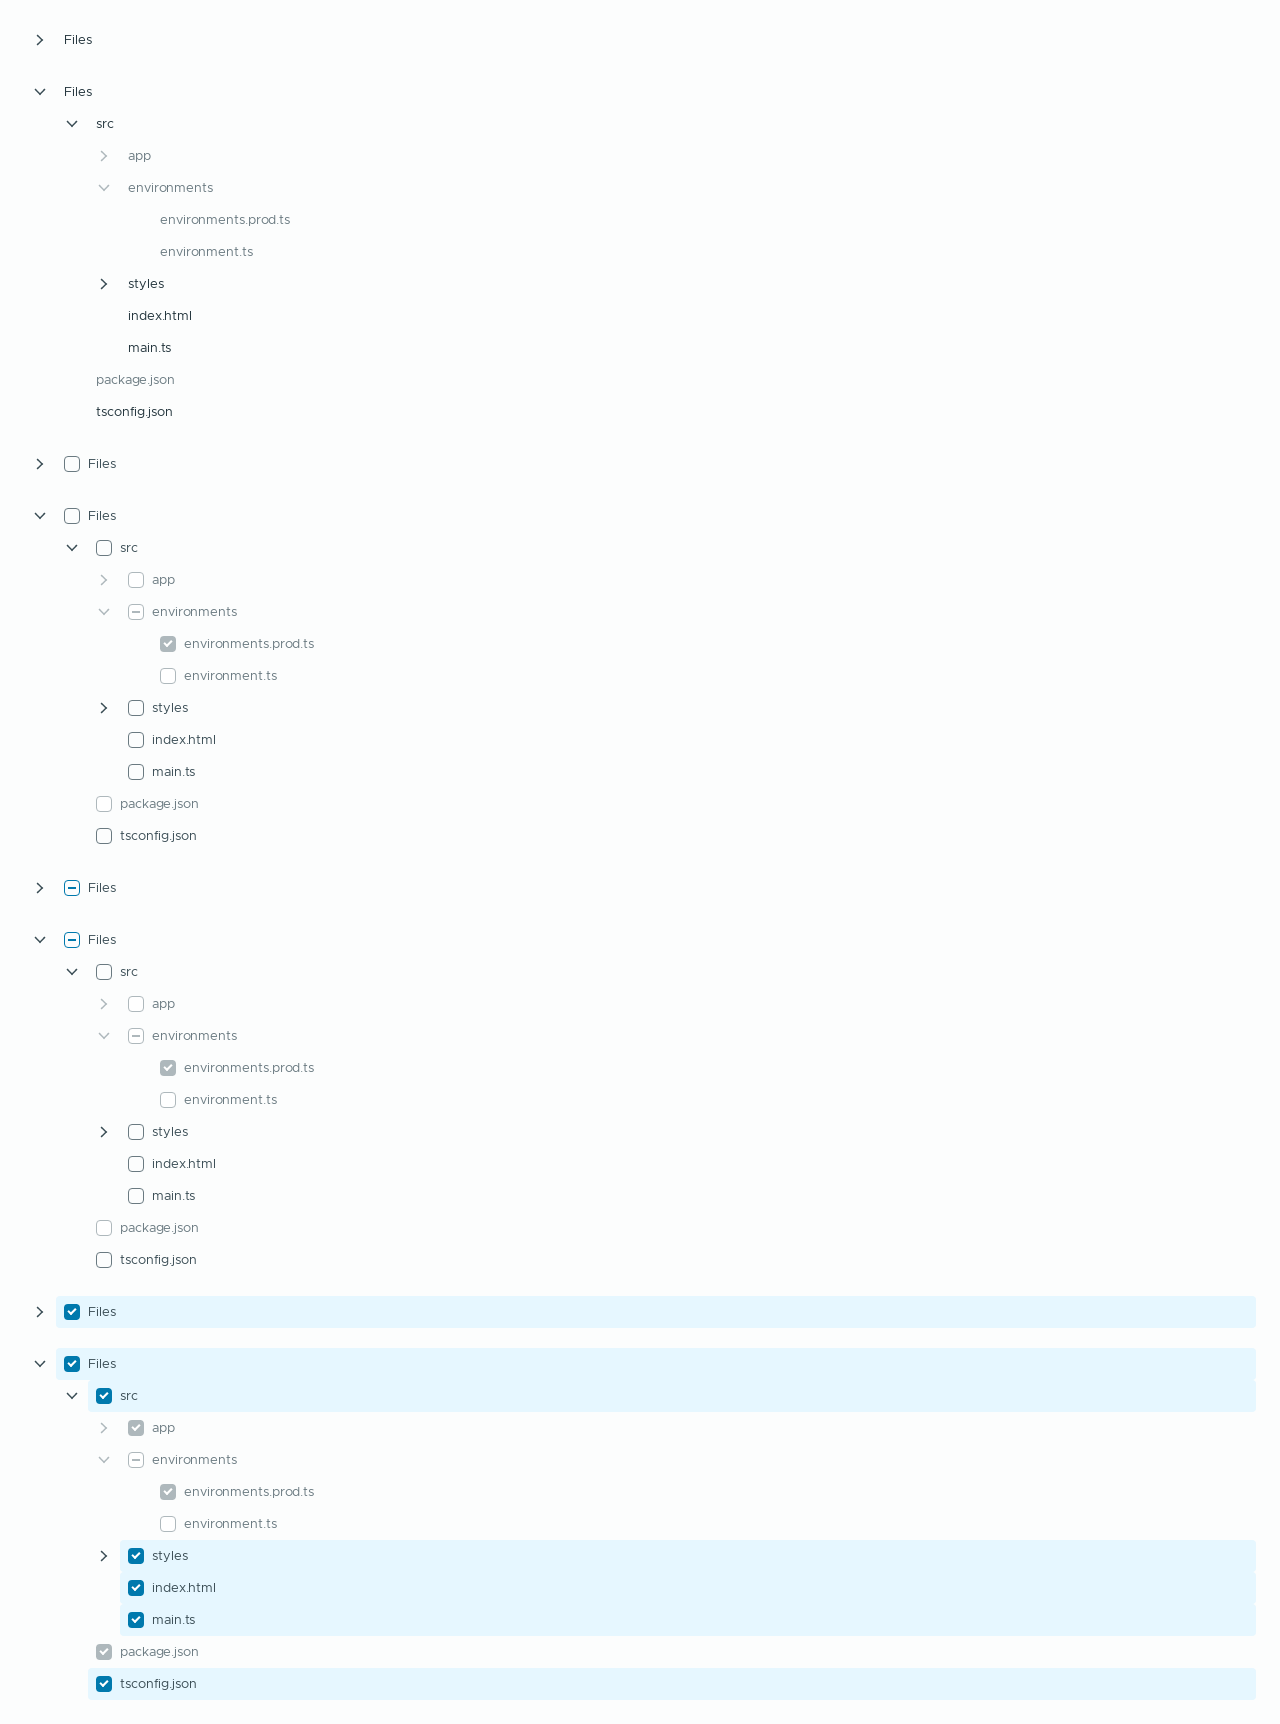 Files
Files
src
app
environments
environments.prod.ts
environment.ts
styles
index.html
main.ts
package.json
tsconfig.json
Files
Files
src
app
environments
environments.prod.ts
environment.ts
styles
index.html
main.ts
package.json
tsconfig.json
Files
Files
src
app
environments
environments.prod.ts
environment.ts
styles
index.html
main.ts
package.json
tsconfig.json
Files
Files
src
app
environments
environments.prod.ts
environment.ts
styles
index.html
main.ts
package.json
tsconfig.json